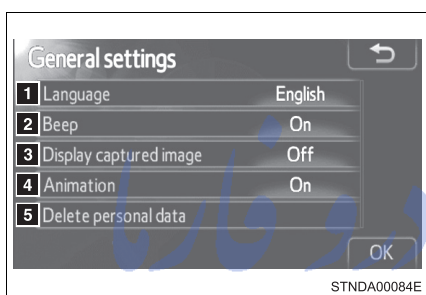 General settings
1 Language English
2 Beep On
3 Display captured image Off
4 Animation On
5 Delete personal data
OK
STNDA00084E